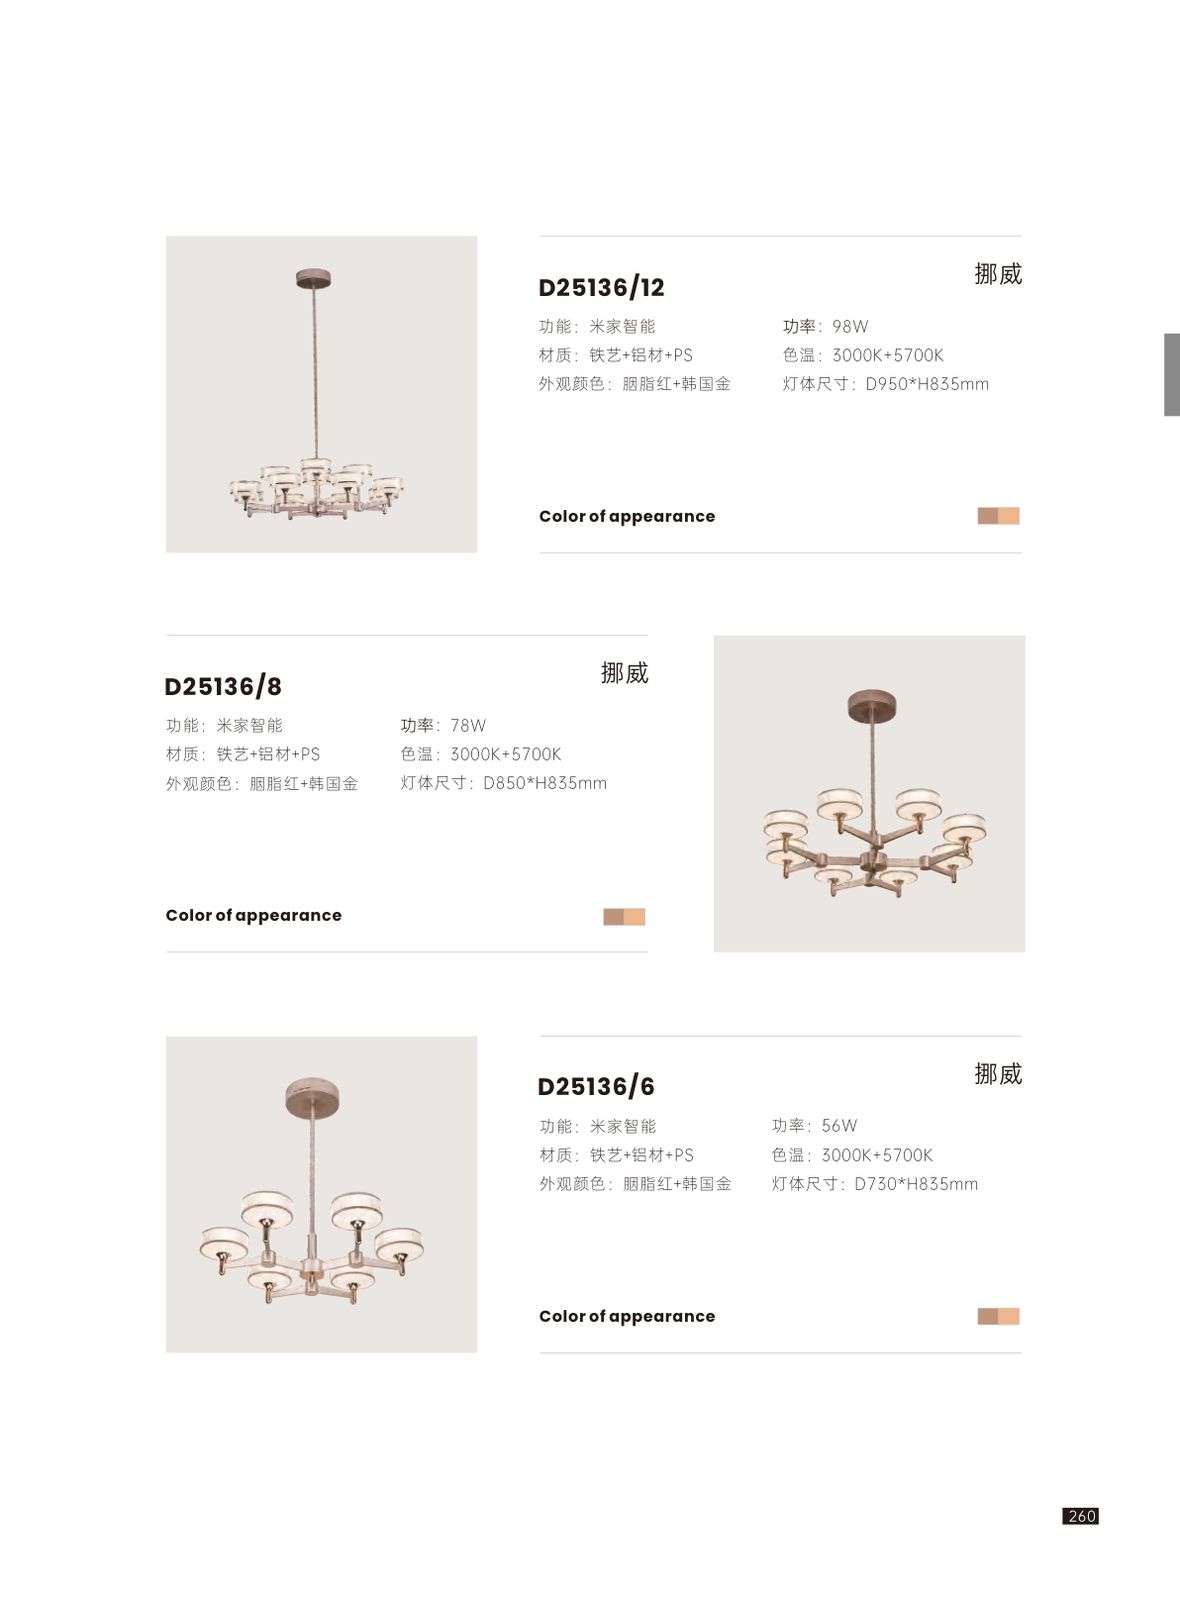 挪威
D25136/12
功能：米家智能
功率：98W
材质：铁艺+铝材+PS
色温：3000K+5700K
外观颜色：胭脂红+韩国金
灯体尺寸：D950*H835mm
Color of appearance
挪威
D25136/8
功能：米家智能
功率：78W
材质：铁艺+铝材+PS
色温：3000K+5700K
外观颜色：胭脂红+韩国金
灯体尺寸：D850*H835mm
Color of appearance
挪威
D25136/6
功能：米家智能
功率：56W
材质：铁艺+铝材+PS
色温：3000K+5700K
外观颜色：胭脂红+韩国金
灯体尺寸：D730*H835mm
Color of appearance
260